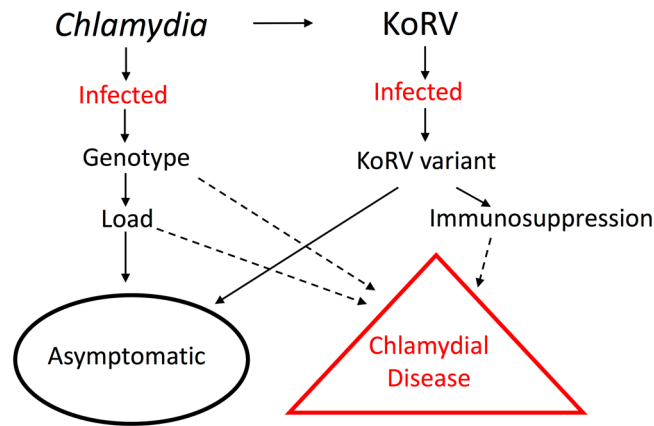 Chlamydia
KoRV
Infected
Infected
Genotype
KoRV variant
Load
Immunosuppression
Asymptomatic
Chlamydial
Disease